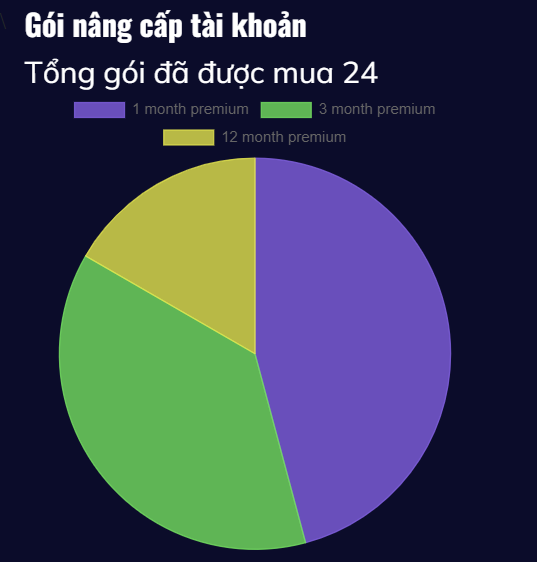 Gói nâng cấp tài khoản
Tổng gói đã được mua 24
1 month premium 3 month premium
12 month premium